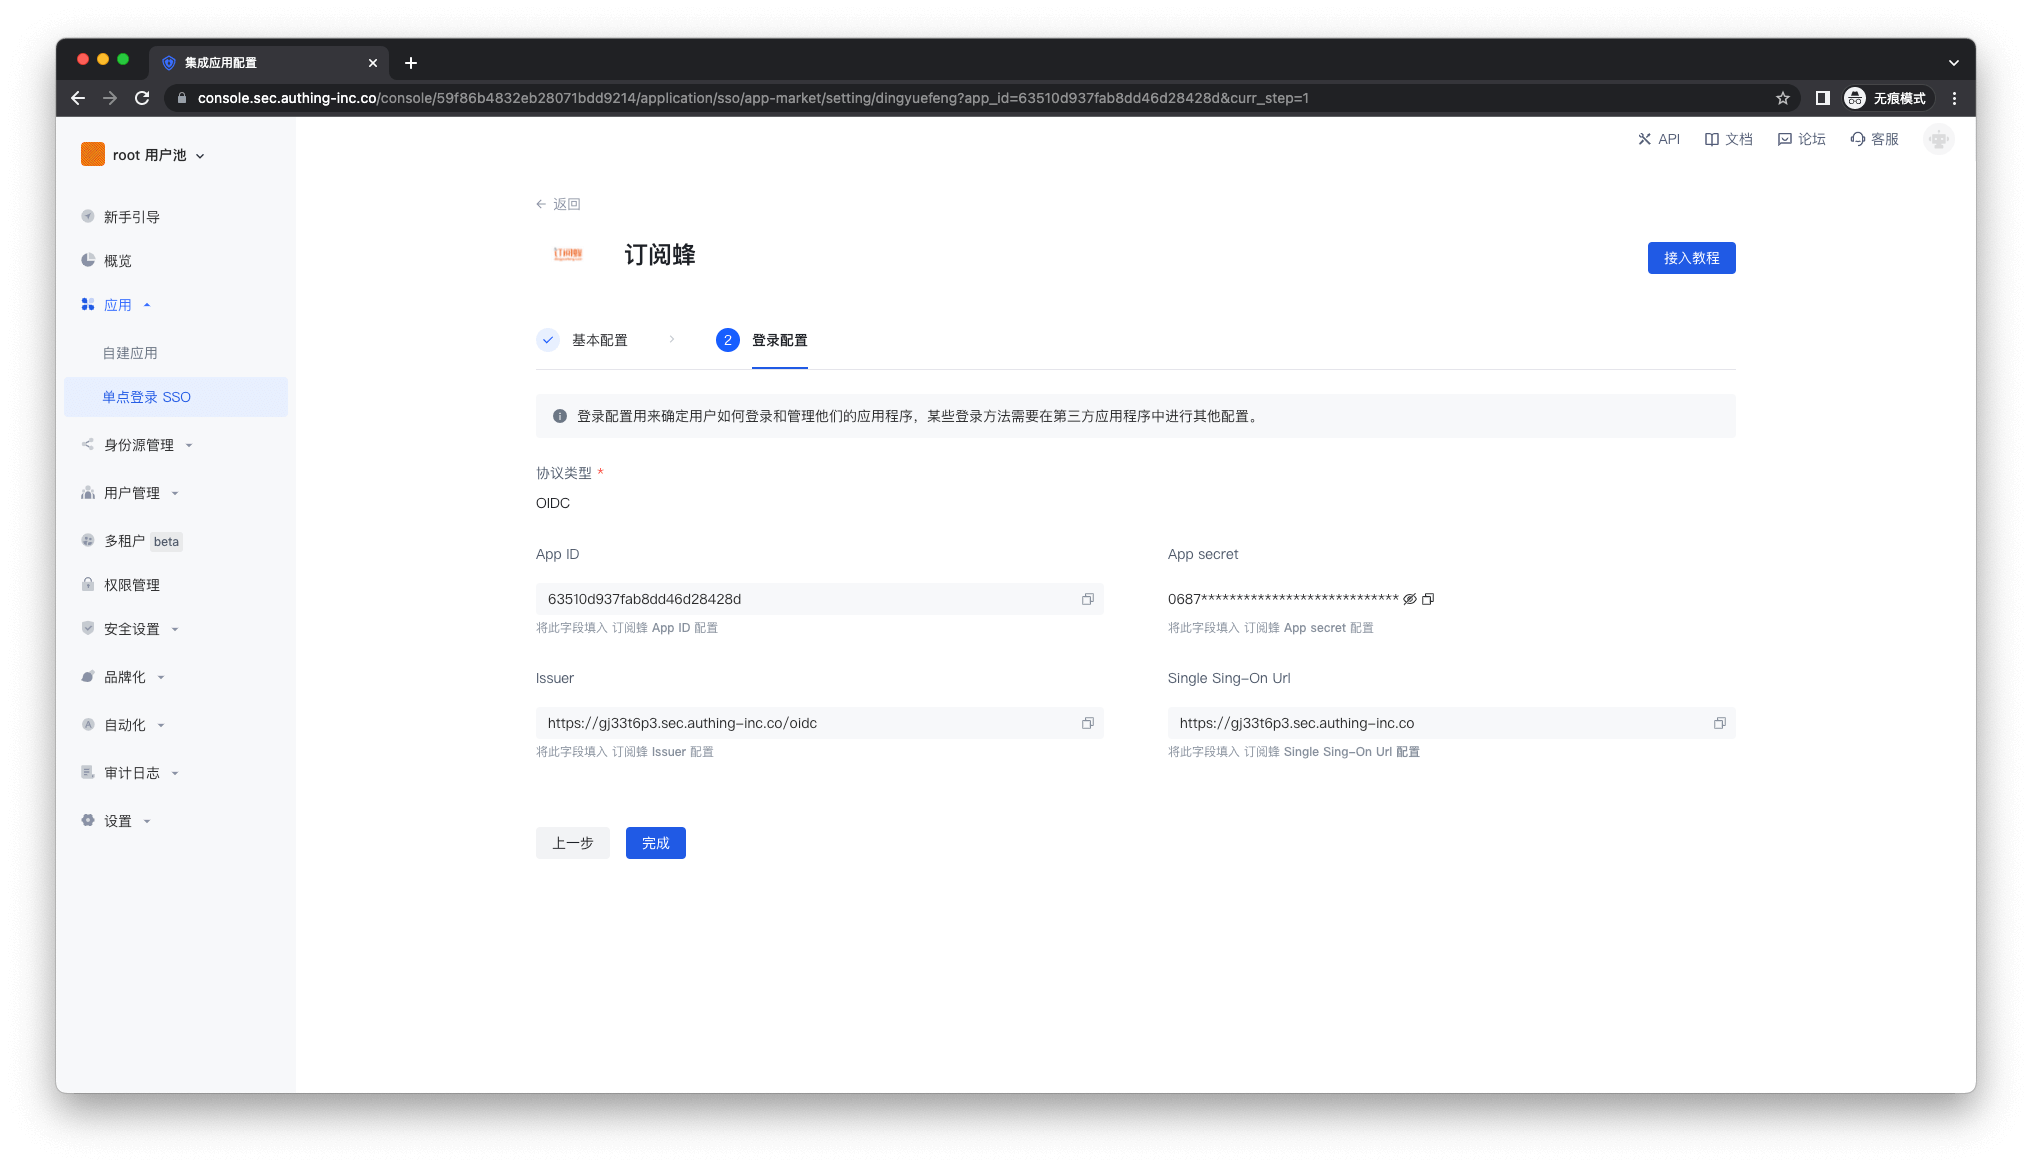 集成应用配置
console.sec.authing-inc.co/console/59f86b4832eb28071bdd9214/application/sso/app-market/setting/dingyuefeng?app_id=63510d937fab8dd46d28428d&curr_step=1
无痕模式
root 用户池
API
文档
论坛
客服
新手引导
概览
应用
自建应用
单点登录 SSO
身份源管理
用户管理
多租户 beta
权限管理
安全设置
品牌化
自动化
审计日志
设置
返回
订阅蜂
订阅蜂
接入教程
基本配置
2 登录配置
登录配置用来确定用户如何登录和管理他们的应用程序，某些登录方法需要在第三方应用程序中进行其他配置。
协议类型 *
OIDC
App ID
63510d937fab8dd46d28428d
将此字段填入 订阅蜂 App ID 配置
App secret
0687****************************
将此字段填入 订阅蜂 App secret 配置
Issuer
https://gj33t6p3.sec.authing-inc.co/oidc
将此字段填入 订阅蜂 Issuer 配置
Single Sing-On Url
https://gj33t6p3.sec.authing-inc.co
将此字段填入 订阅蜂 Single Sing-On Url 配置
上一步
完成